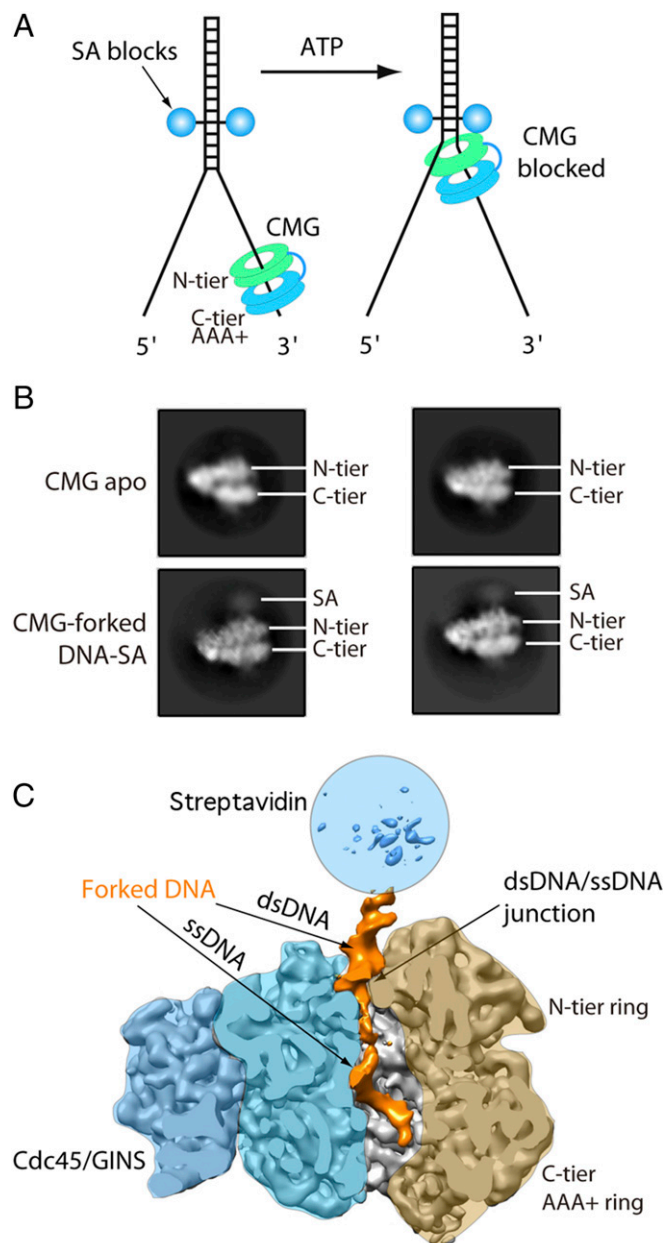 A
SA blocks
ATP
CMG
blocked
CMG
N-tier
C-tier
AAA+
5'
3'
5'
3'
B
CMG apo
N-tier
C-tier
N-tier
C-tier
CMG-forked
DNA-SA
SA
N-tier
C-tier
SA
N-tier
C-tier
C
Streptavidin
Forked DNA
dsDNA
ssDNA
dsDNA/ssDNA
junction
N-tier ring
Cdc45/GINS
C-tier
AAA+ ring